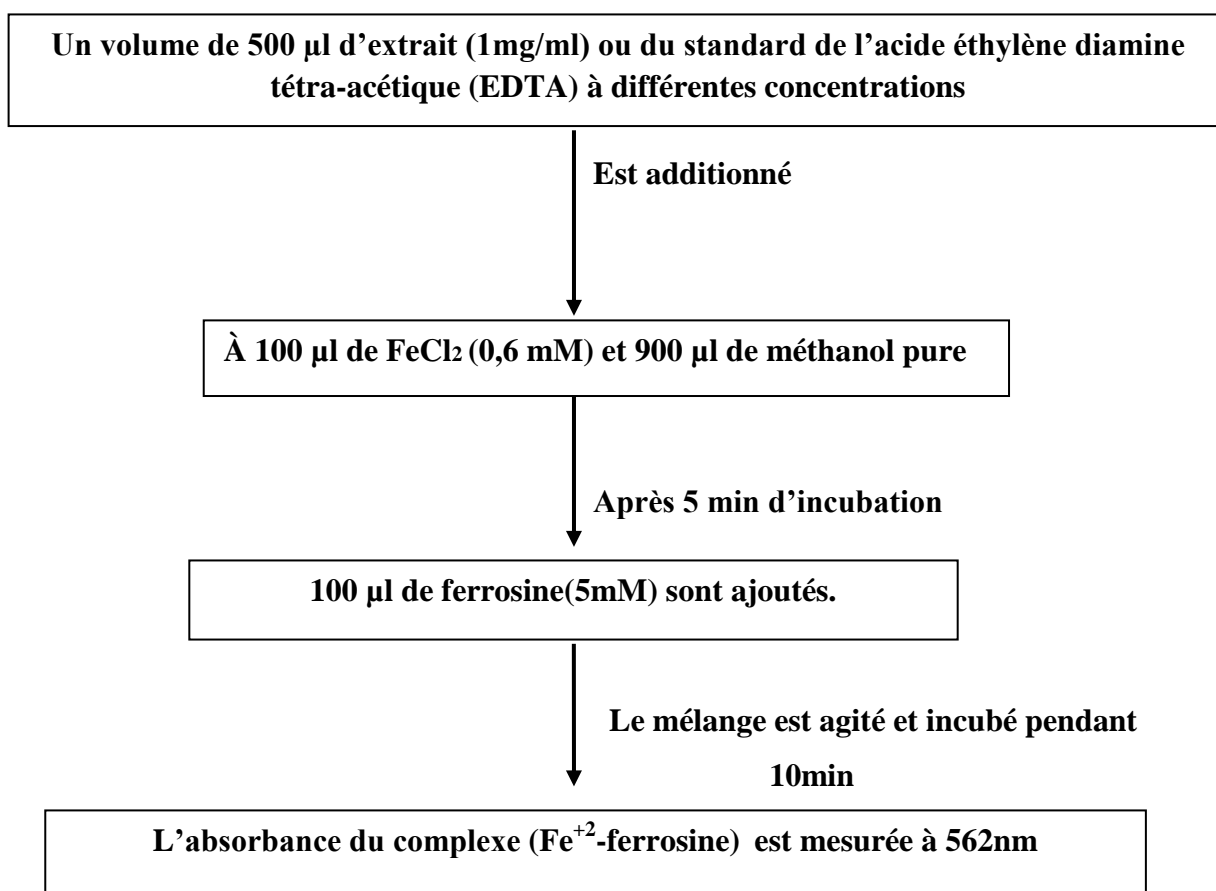 Un volume de 500 µl d’extrait (1mg/ml) ou du standard de l’acide éthylène diamine
tétra-acétique (EDTA) à différentes concentrations
Est additionné
À 100 µl de FeCl₂ (0,6 mM) et 900 µl de méthanol pure
Après 5 min d’incubation
100 µl de ferrosine(5mM) sont ajoutés.
Le mélange est agité et incubé pendant
10min
L’absorbance du complexe (Fe⁺²-ferrosine) est mesurée à 562nm